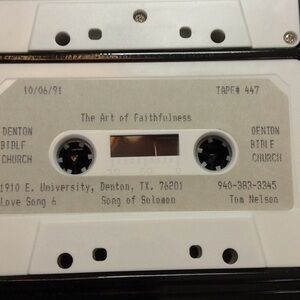 10/06/91 TAPE# 447
The Art of Faithfulness
DENTON DENTON
BIBLE BIBLE
CHURCH CHURCH
1910 E. University, Denton, TX. 76201 940-383-3345
Love Song 6 Song of Solomon Tom Nelson